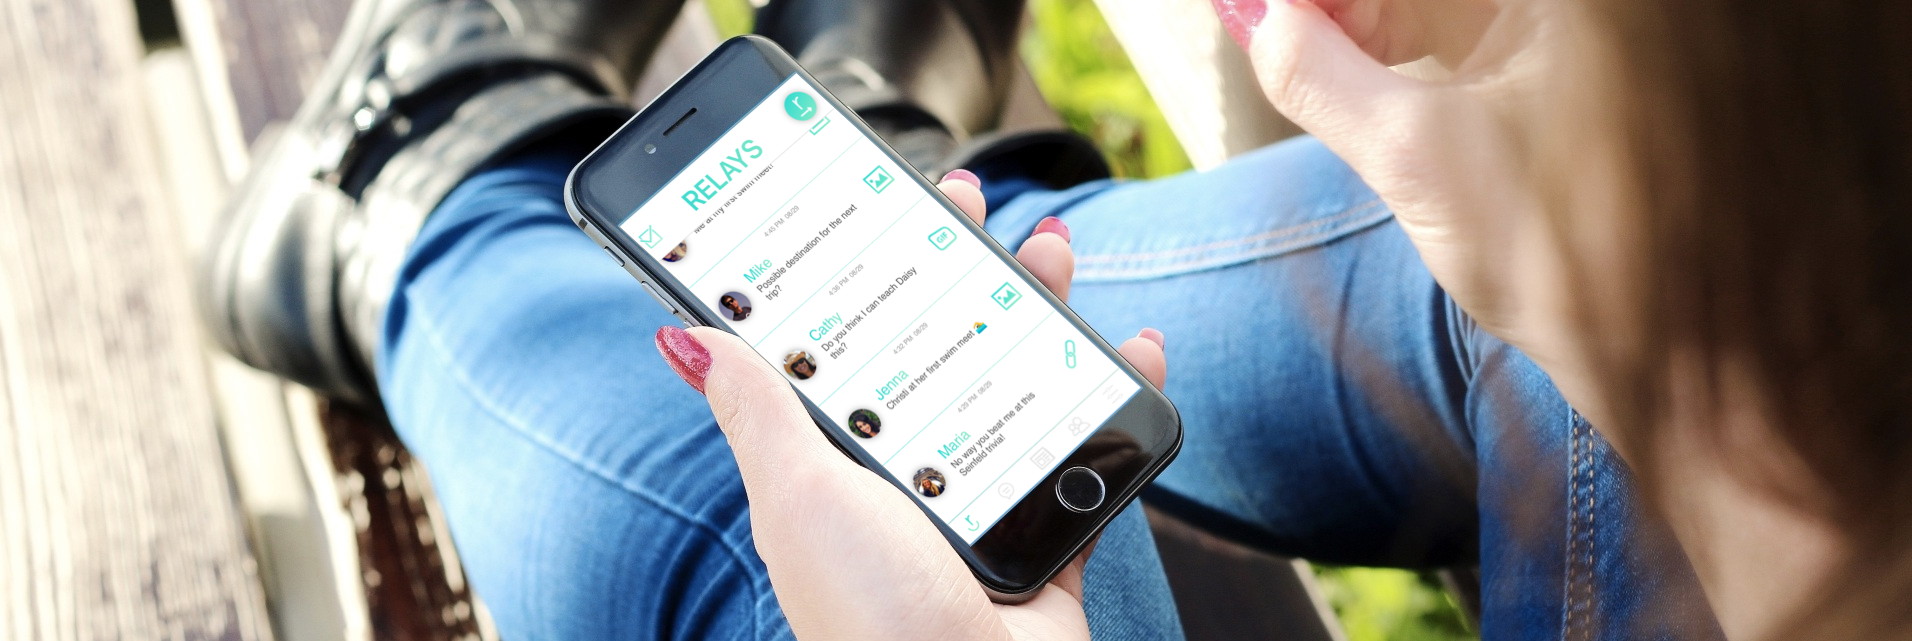 r
RELAYS
me at my first swim meet!
4:45 PM 08/29
Mike
Possible destination for the next
trip?
4:36 PM 08/29
Cathy
Do you think I can teach Daisy
this?
GIF
4:32 PM 08/29
Jenna
Christi at her first swim meet 🏊
4:25 PM 08/29
Maria
No way you beat me at this
Seinfeld trivia!
r